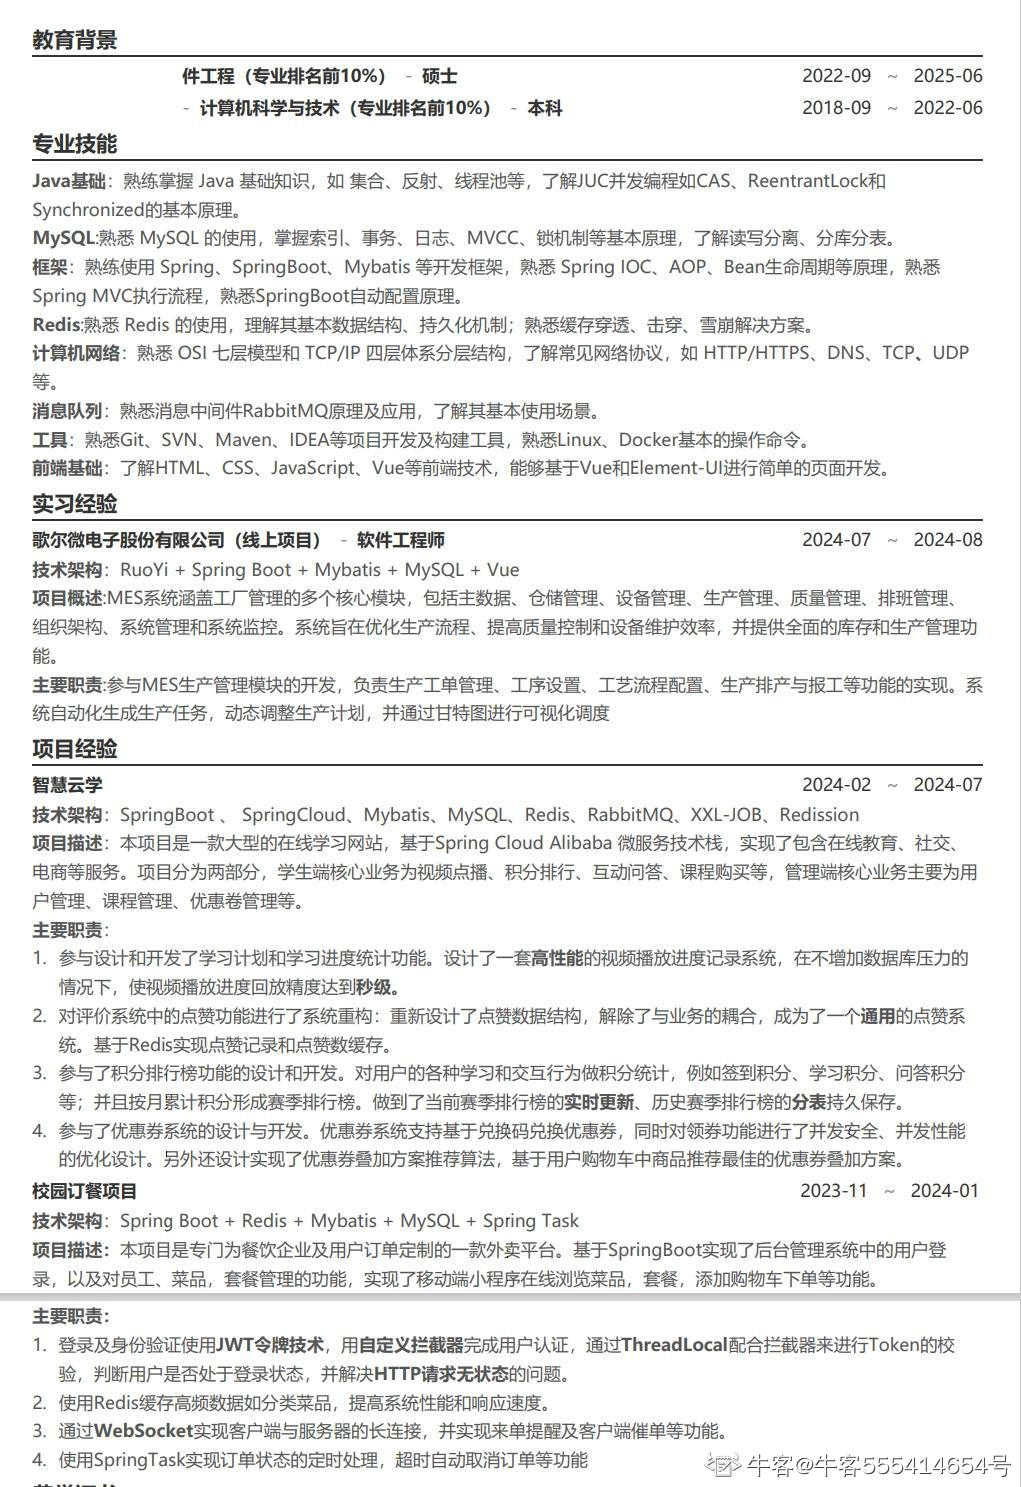 教育背景
件工程（专业排名前10%） - 硕士 2022-09 ~ 2025-06
- 计算机科学与技术（专业排名前10%） - 本科 2018-09 ~ 2022-06
专业技能
Java基础：熟练掌握 Java 基础知识，如 集合、反射、线程池等，了解JUC并发编程如CAS、ReentrantLock和
Synchronized的基本原理。
MySQL:熟悉 MySQL 的使用，掌握索引、事务、日志、MVCC、锁机制等基本原理，了解读写分离、分库分表。
框架：熟练使用 Spring、SpringBoot、Mybatis 等开发框架，熟悉 Spring IOC、AOP、Bean生命周期等原理，熟悉
Spring MVC执行流程，熟悉SpringBoot自动配置原理。
Redis:熟悉 Redis 的使用，理解其基本数据结构、持久化机制；熟悉缓存穿透、击穿、雪崩解决方案。
计算机网络：熟悉 OSI 七层模型和 TCP/IP 四层体系分层结构，了解常见网络协议，如 HTTP/HTTPS、DNS、TCP、UDP
等。
消息队列：熟悉消息中间件RabbitMQ原理及应用，了解其基本使用场景。
工具：熟悉Git、SVN、Maven、IDEA等项目开发及构建工具，熟悉Linux、Docker基本的操作命令。
前端基础：了解HTML、CSS、JavaScript、Vue等前端技术，能够基于Vue和Element-UI进行简单的页面开发。
实习经验
歌尔微电子股份有限公司（线上项目） - 软件工程师 2024-07 ~ 2024-08
技术架构：RuoYi + Spring Boot + Mybatis + MySQL + Vue
项目概述:MES系统涵盖工厂管理的多个核心模块，包括主数据、仓储管理、设备管理、生产管理、质量管理、排班管理、
组织架构、系统管理和系统监控。系统旨在优化生产流程、提高质量控制和设备维护效率，并提供全面的库存和生产管理功
能。
主要职责:参与MES生产管理模块的开发，负责生产工单管理、工序设置、工艺流程配置、生产排产与报工等功能的实现。系
统自动化生成生产任务，动态调整生产计划，并通过甘特图进行可视化调度
项目经验
智慧云学 2024-02 ~ 2024-07
技术架构：SpringBoot 、 SpringCloud、Mybatis、MySQL、Redis、RabbitMQ、XXL-JOB、Redission
项目描述：本项目是一款大型的在线学习网站，基于Spring Cloud Alibaba 微服务技术栈，实现了包含在线教育、社交、
电商等服务。项目分为两部分，学生端核心业务为视频点播、积分排行、互动问答、课程购买等，管理端核心业务主要为用
户管理、课程管理、优惠卷管理等。
主要职责：
1. 参与设计和开发了学习计划和学习进度统计功能。设计了一套高性能的视频播放进度记录系统，在不增加数据库压力的
情况下，使视频播放进度回放精度达到秒级。
2. 对评价系统中的点赞功能进行了系统重构：重新设计了点赞数据结构，解除了与业务的耦合，成为了一个通用的点赞系
统。基于Redis实现点赞记录和点赞数缓存。
3. 参与了积分排行榜功能的设计和开发。对用户的各种学习和交互行为做积分统计，例如签到积分、学习积分、问答积分
等；并且按月累计积分形成赛季排行榜。做到了当前赛季排行榜的实时更新、历史赛季排行榜的分表持久保存。
4. 参与了优惠券系统的设计与开发。优惠券系统支持基于兑换码兑换优惠券，同时对领券功能进行了并发安全、并发性能
的优化设计。另外还设计实现了优惠券叠加方案推荐算法，基于用户购物车中商品推荐最佳的优惠券叠加方案。
校园订餐项目 2023-11 ~ 2024-01
技术架构：Spring Boot + Redis + Mybatis + MySQL + Spring Task
项目描述：本项目是专门为餐饮企业及用户订单定制的一款外卖平台。基于SpringBoot实现了后台管理系统中的用户登
录，以及对员工、菜品，套餐管理的功能，实现了移动端小程序在线浏览菜品，套餐，添加购物车下单等功能。
主要职责：
1. 登录及身份验证使用JWT令牌技术，用自定义拦截器完成用户认证，通过ThreadLocal配合拦截器来进行Token的校
验，判断用户是否处于登录状态，并解决HTTP请求无状态的问题。
2. 使用Redis缓存高频数据如分类菜品，提高系统性能和响应速度。
3. 通过WebSocket实现客户端与服务器的长连接，并实现来单提醒及客户端催单等功能。
4. 使用SpringTask实现订单状态的定时处理，超时自动取消订单等功能
牛客@牛客555414654号